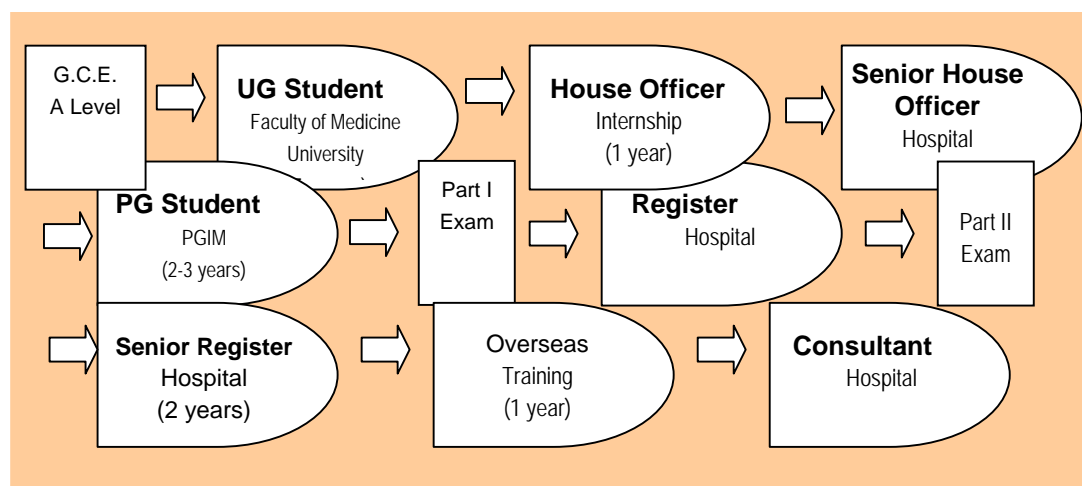 G.C.E.
A Level
UG Student
Faculty of Medicine
University
House Officer
Internship
(1 year)
Senior House
Officer
Hospital
PG Student
PGIM
(2-3 years)
Part I
Exam
Register
Hospital
Part II
Exam
Senior Register
Hospital
(2 years)
Overseas
Training
(1 year)
Consultant
Hospital